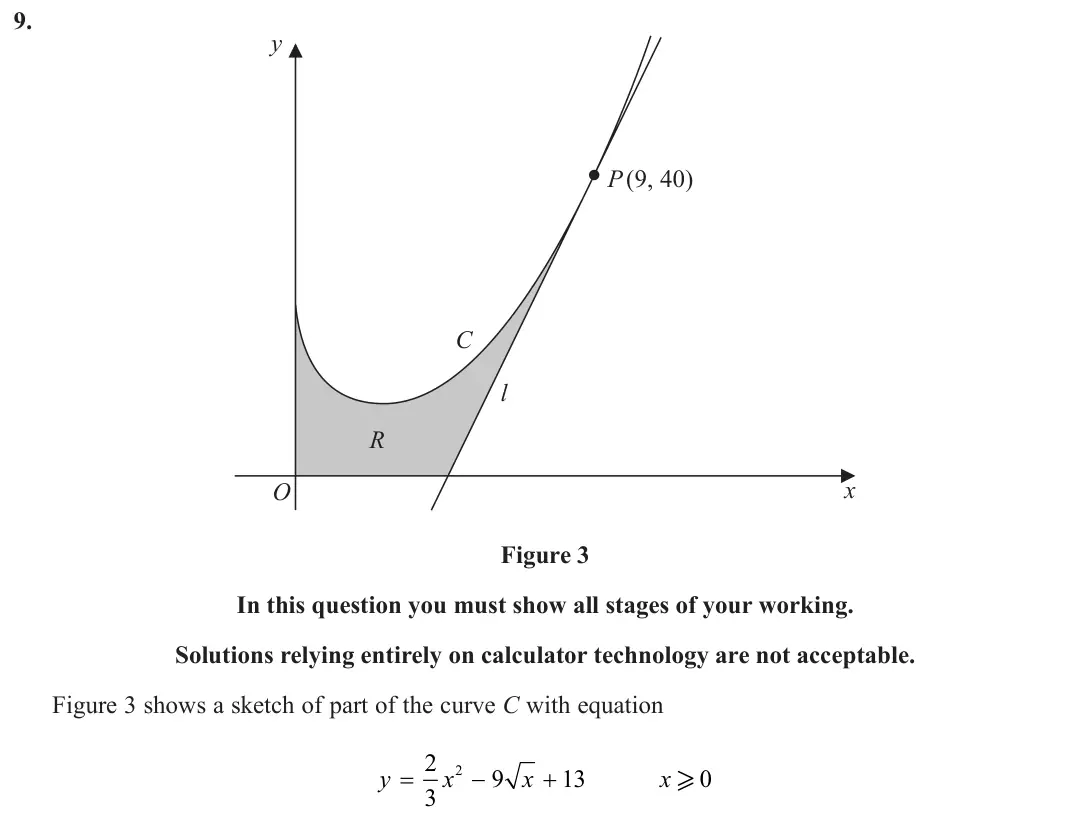 9.
y
P(9, 40)
C
l
R
O
x
Figure 3
In this question you must show all stages of your working.
Solutions relying entirely on calculator technology are not acceptable.
Figure 3 shows a sketch of part of the curve C with equation
y = 2/3 x² − 9√x + 13    x ⩾ 0